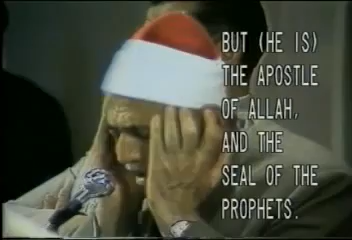 BUT (HE IS)
THE APOSTLE
OF ALLAH,
AND THE
SEAL OF THE
PROPHETS.